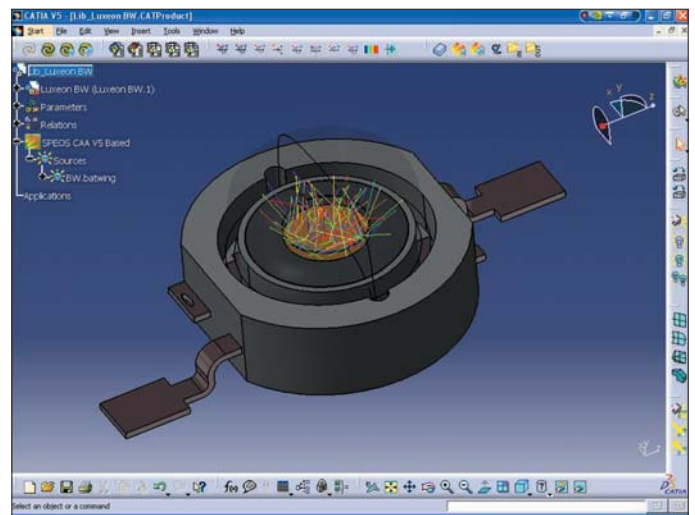 CATIA V5 - [Lib_Luxeon BW.CATProduct]
Start File Edit View Insert Tools Window Help
Lib_Luxeon BW
Luxeon BW (Luxeon BW.1)
Parameters
Relations
SPEOS CAA V5 Based
Sources
BW.batwing
Applications
x y z
f(x)
CATIA
Select an object or a command